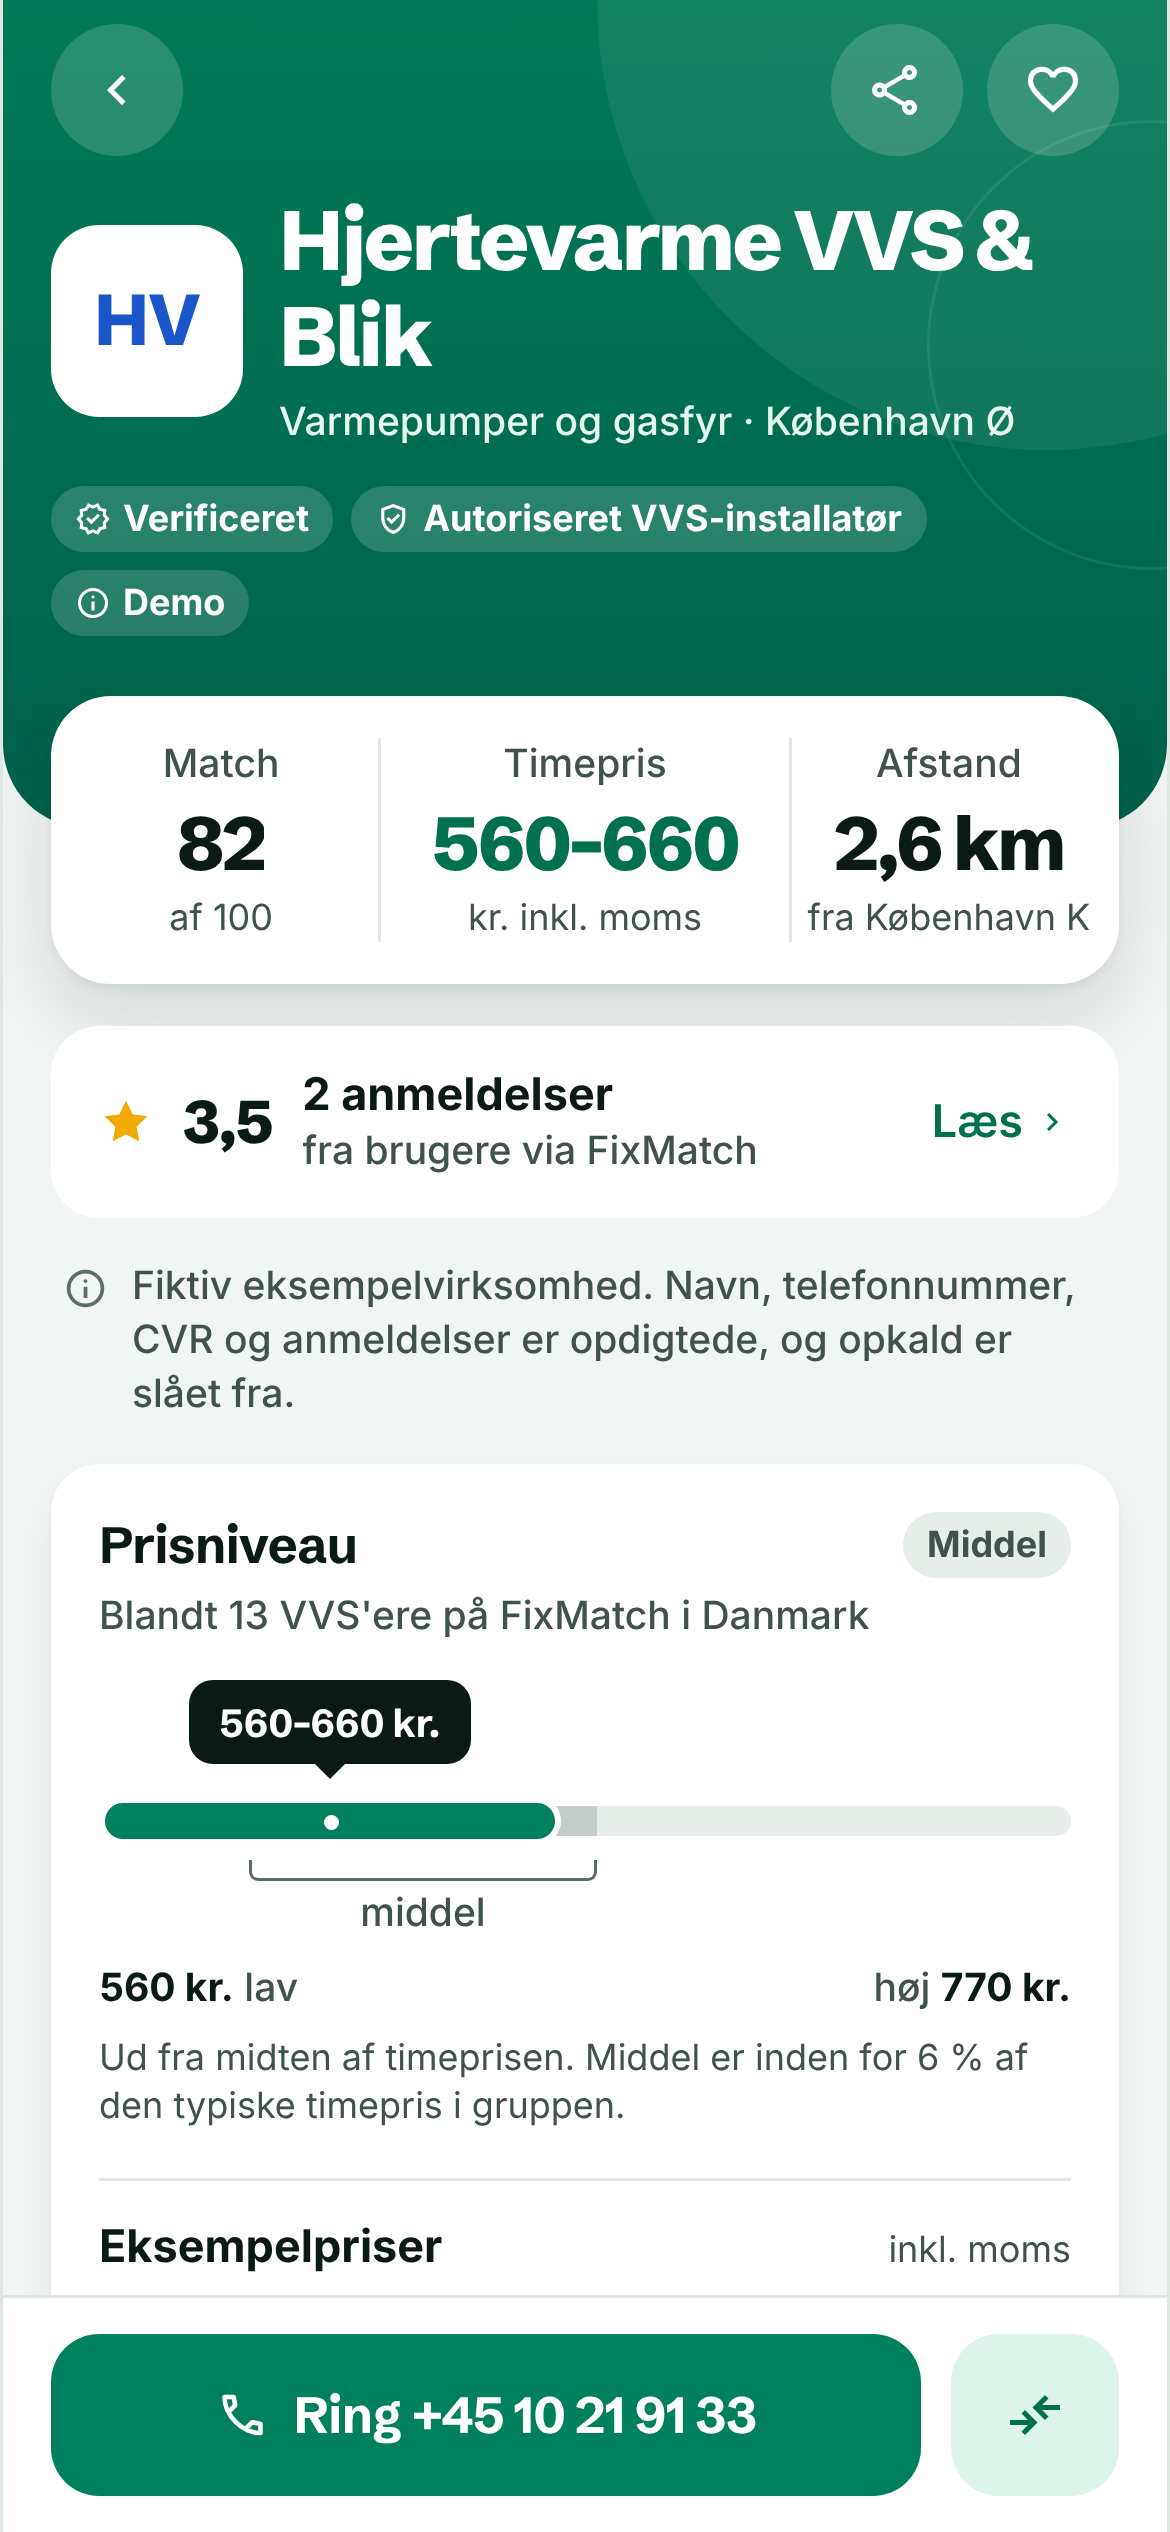 Hjertevarme VVS &
Blik
HV
Varmepumper og gasfyr · København Ø
Verificeret
Autoriseret VVS-installatør
Demo
Match
Timepris
Afstand
82
560–660
2,6 km
af 100
kr. inkl. moms
fra København K
3,5
2 anmeldelser
fra brugere via FixMatch
Læs
Fiktiv eksempelvirksomhed. Navn, telefonnummer,
CVR og anmeldelser er opdigtede, og opkald er
slået fra.
Prisniveau
Middel
Blandt 13 VVS'ere på FixMatch i Danmark
560–660 kr.
middel
560 kr. lav
høj 770 kr.
Ud fra midten af timeprisen. Middel er inden for 6 % af
den typiske timepris i gruppen.
Eksempelpriser
inkl. moms
Ring +45 10 21 91 33